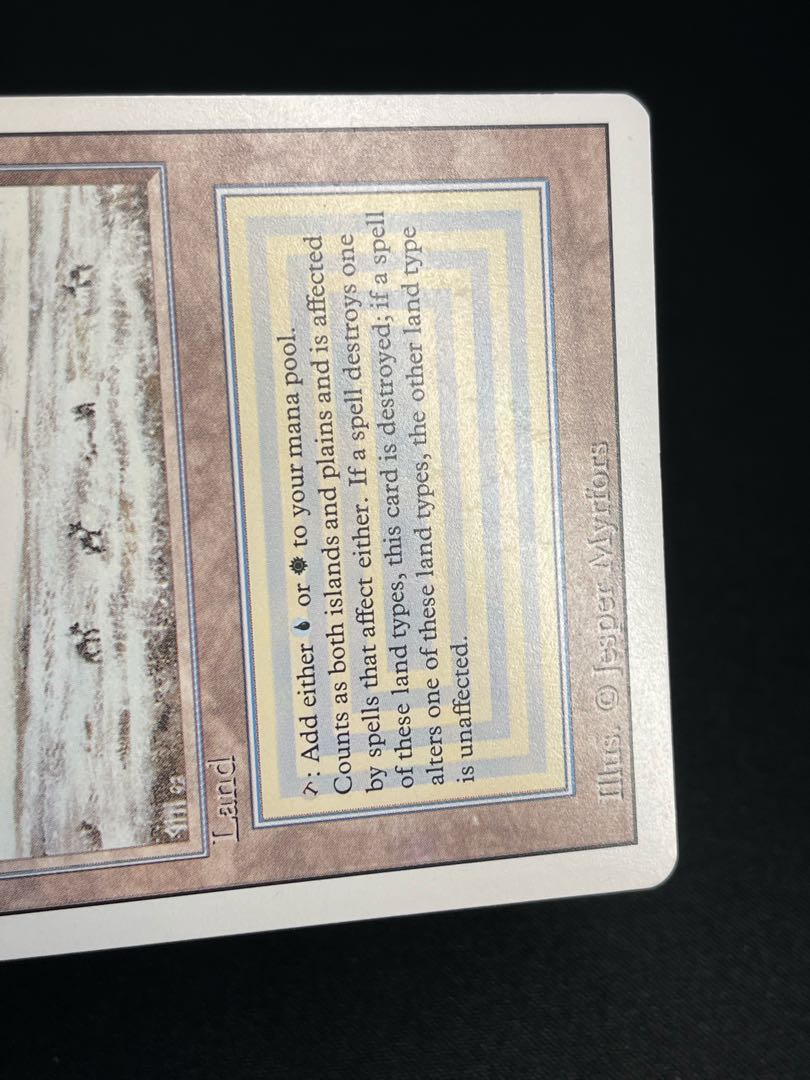 Land
: Add either or to your mana pool.
Counts as both islands and plains and is affected
by spells that affect either. If a spell destroys one
of these land types, this card is destroyed; if a spell
alters one of these land types, the other land type
is unaffected.
Illus. © Jesper Myrfors